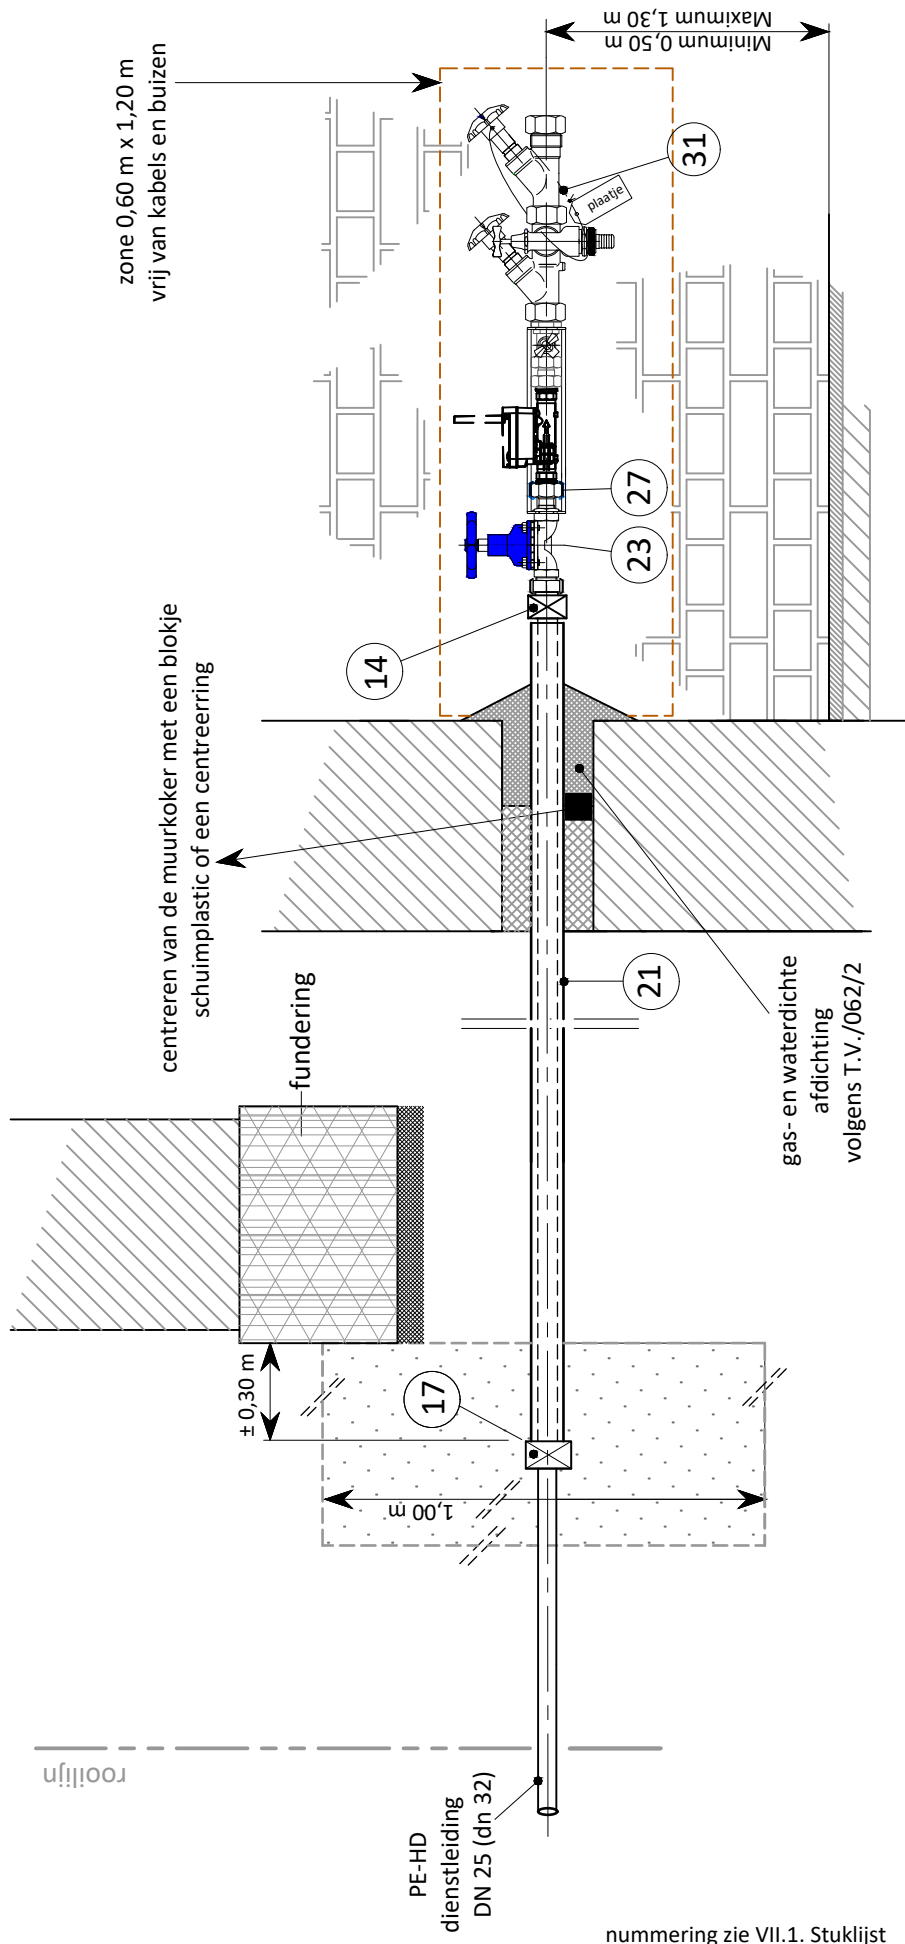 zone 0,60 m x 1,20 m
vrij van kabels en buizen
Minimum 0,50 m
Maximum 1,30 m
31
plaatje
27
23
14
centreren van de muurkoker met een blokje
schuimplastic of een centreerring
21
gas- en waterdichte
afdichting
volgens T.V./062/2
fundering
± 0,30 m
17
1,00 m
rooilijn
PE-HD
dienstleiding
DN 25 (dn 32)
nummering zie VII.1. Stuklijst